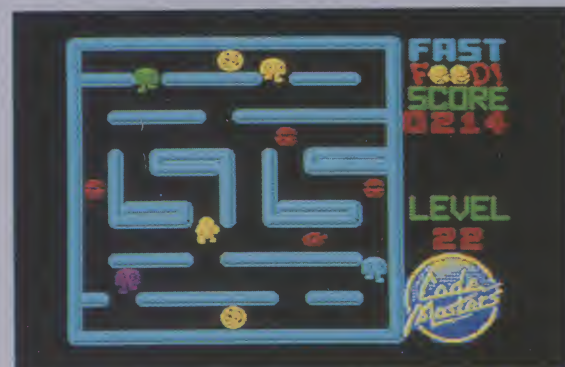 FAST
FOOD!
SCORE
0214
LEVEL
22
Code
Masters